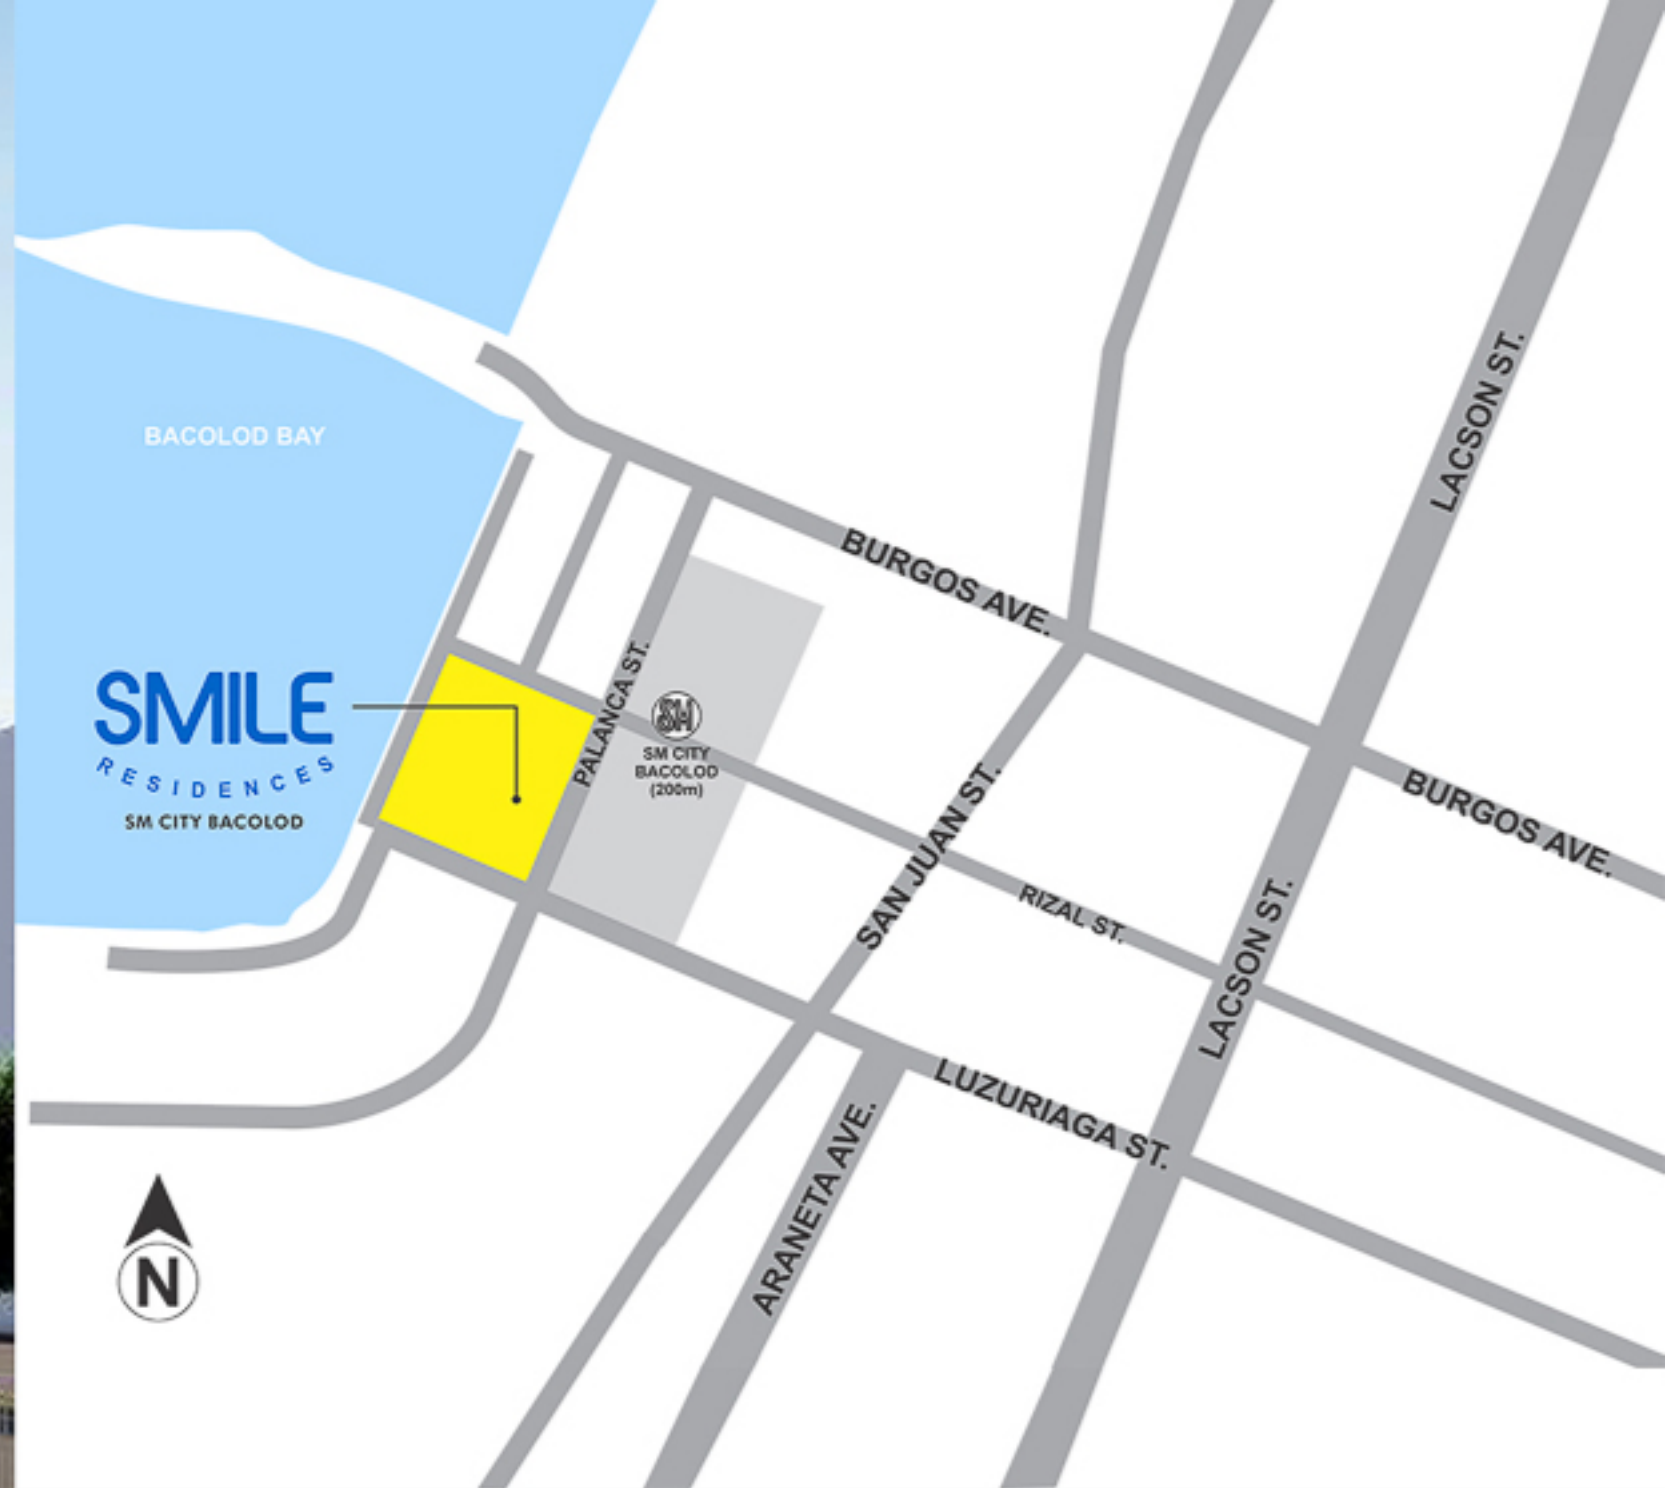 LACSON ST.
BACOLOD BAY
BURGOS AVE.
SMILE
RESIDENCES
SM CITY BACOLOD
PALANCA ST.
SM
SM CITY
BACOLOD
(200m)
SAN JUAN ST.
BURGOS AVE.
RIZAL ST.
LACSON ST.
LUZURIAGA ST.
ARANETA AVE.
N